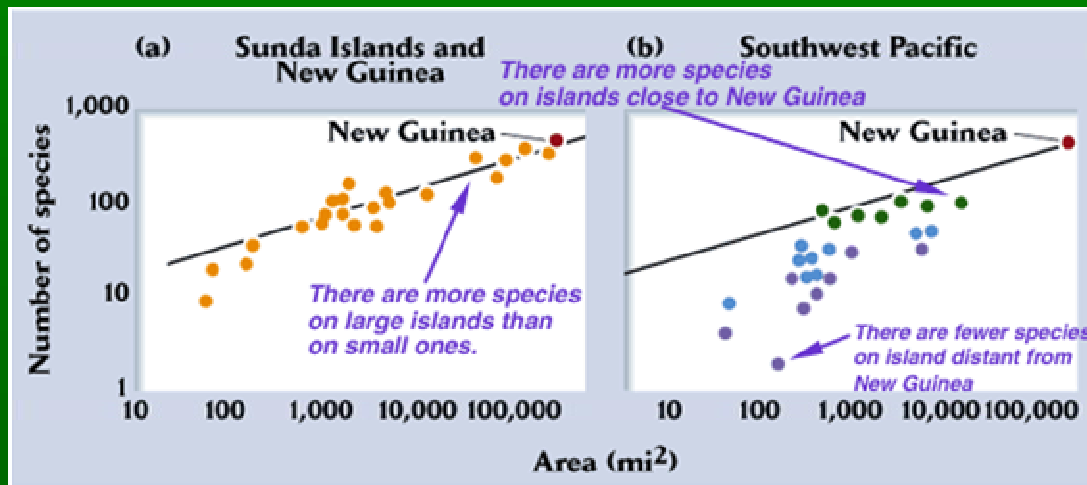 (a) Sunda Islands and
New Guinea
(b) Southwest Pacific
There are more species
on islands close to New Guinea
Number of species
1,000
100
10
1
New Guinea
There are more species
on large islands than
on small ones.
10 100 1,000 10,000 100,000
New Guinea
There are fewer species
on island distant from
New Guinea
10 100 1,000 10,000 100,000
Area (mi²)